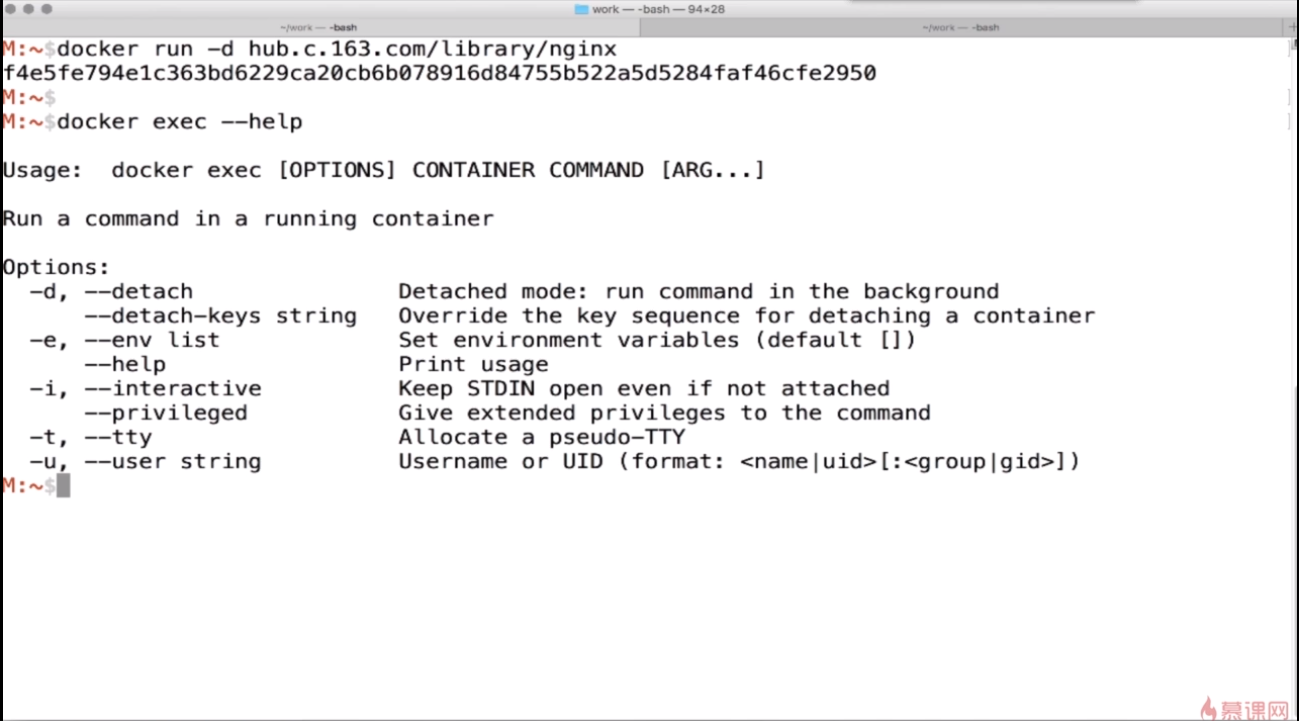 work — -bash — 94×28
~/work — -bash
~/work — -bash
M:~$docker run -d hub.c.163.com/library/nginx
f4e5fe794e1c363bd6229ca20cb6b078916d84755b522a5d5284faf46cfe2950
M:~$
M:~$docker exec --help
Usage:  docker exec [OPTIONS] CONTAINER COMMAND [ARG...]
Run a command in a running container
Options:
  -d, --detach               Detached mode: run command in the background
      --detach-keys string   Override the key sequence for detaching a container
  -e, --env list             Set environment variables (default [])
      --help                 Print usage
  -i, --interactive          Keep STDIN open even if not attached
      --privileged           Give extended privileges to the command
  -t, --tty                  Allocate a pseudo-TTY
  -u, --user string          Username or UID (format: <name|uid>[:<group|gid>])
M:~$
慕课网